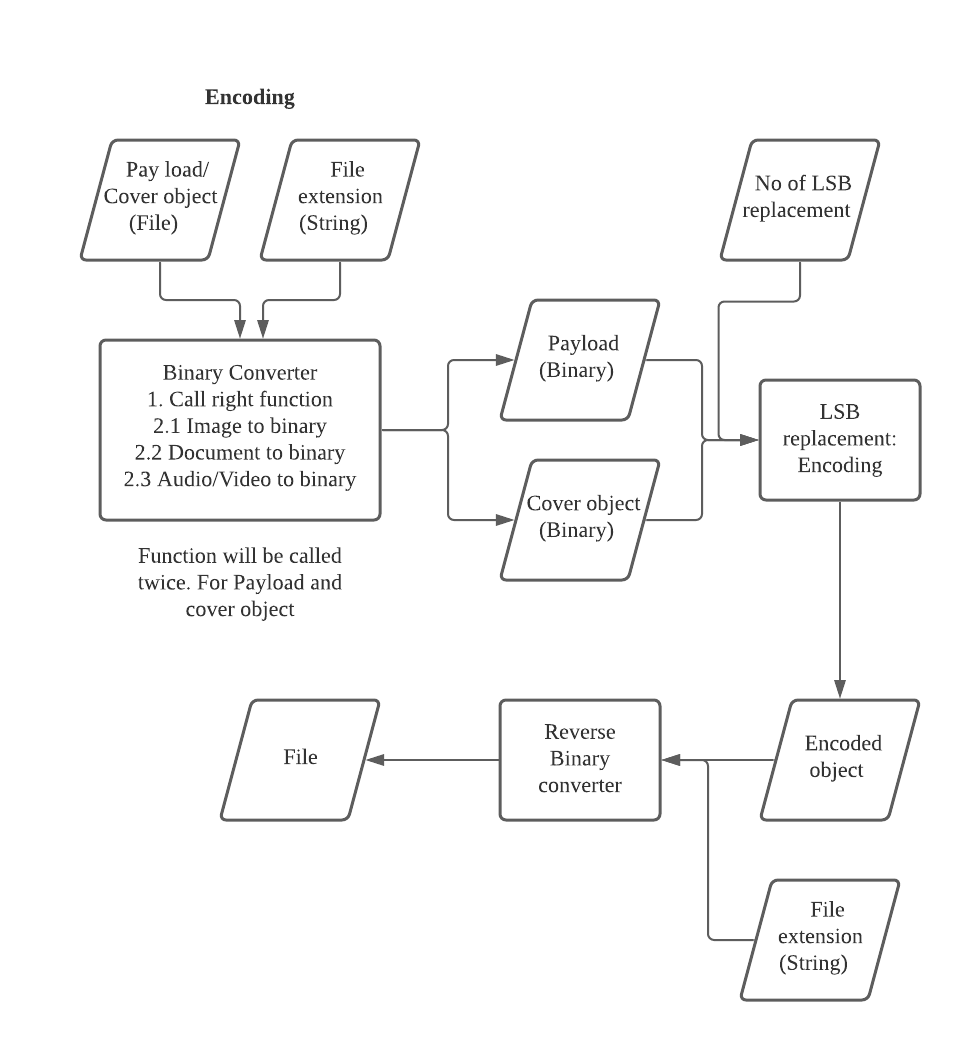 Encoding
Pay load/
Cover object
(File)
File
extension
(String)
No of LSB
replacement
Binary Converter
1. Call right function
2.1 Image to binary
2.2 Document to binary
2.3 Audio/Video to binary
Function will be called
twice. For Payload and
cover object
Payload
(Binary)
Cover object
(Binary)
LSB
replacement:
Encoding
Encoded
object
File
extension
(String)
Reverse
Binary
converter
File